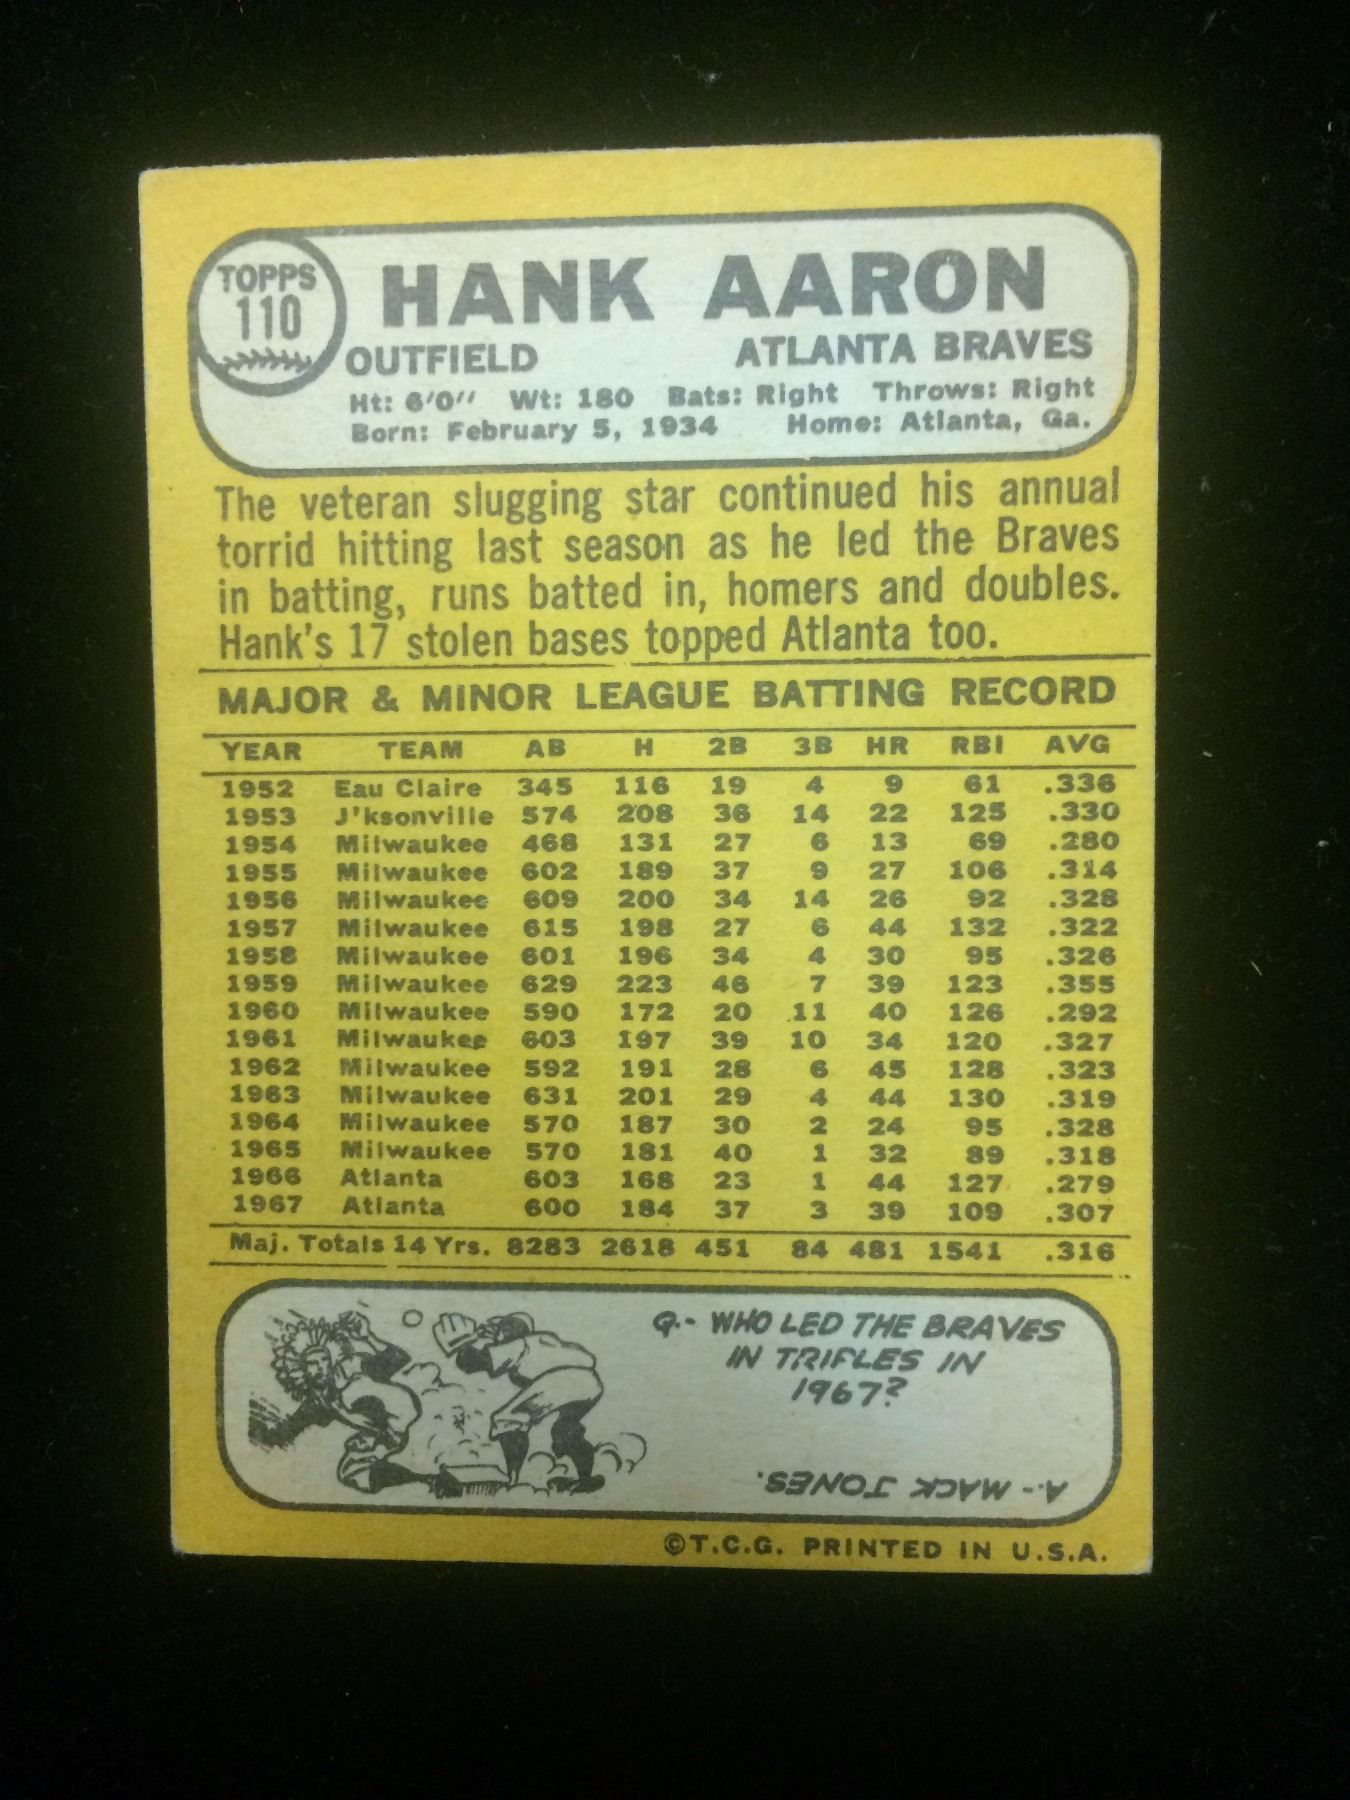 TOPPS
110
HANK AARON
OUTFIELD ATLANTA BRAVES
Ht: 6'0" Wt: 180 Bats: Right Throws: Right
Born: February 5, 1934 Home: Atlanta, Ga.
The veteran slugging star continued his annual
torrid hitting last season as he led the Braves
in batting, runs batted in, homers and doubles.
Hank's 17 stolen bases topped Atlanta too.
MAJOR & MINOR LEAGUE BATTING RECORD
YEAR TEAM AB H 2B 3B HR RBI AVG
1952 Eau Claire 345 116 19 4 9 61 .336
1953 J'ksonville 574 208 36 14 22 125 .330
1954 Milwaukee 468 131 27 6 13 69 .280
1955 Milwaukee 602 189 37 9 27 106 .314
1956 Milwaukee 609 200 34 14 26 92 .328
1957 Milwaukee 615 198 27 6 44 132 .322
1958 Milwaukee 601 196 34 4 30 95 .326
1959 Milwaukee 629 223 46 7 39 123 .355
1960 Milwaukee 590 172 20 11 40 126 .292
1961 Milwaukee 603 197 39 10 34 120 .327
1962 Milwaukee 592 191 28 6 45 128 .323
1963 Milwaukee 631 201 29 4 44 130 .319
1964 Milwaukee 570 187 30 2 24 95 .328
1965 Milwaukee 570 181 40 1 32 89 .318
1966 Atlanta 603 168 23 1 44 127 .279
1967 Atlanta 600 184 37 3 39 109 .307
Maj. Totals 14 Yrs. 8283 2618 451 84 481 1541 .316
Q.- WHO LED THE BRAVES
IN TRIPLES IN
1967?
A.- MACK JONES.
©T.C.G. PRINTED IN U.S.A.